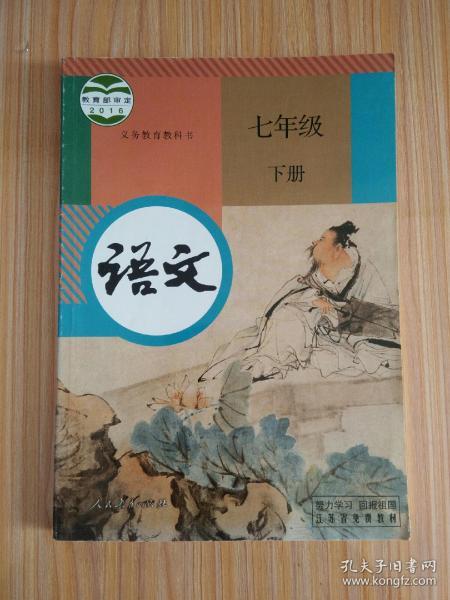 教育部审定
2016
义务教育教科书
七年级
下册
语文
人民教育出版社
努力学习 回报祖国
江苏省免费教材
孔夫子旧书网
www.kongfz.com